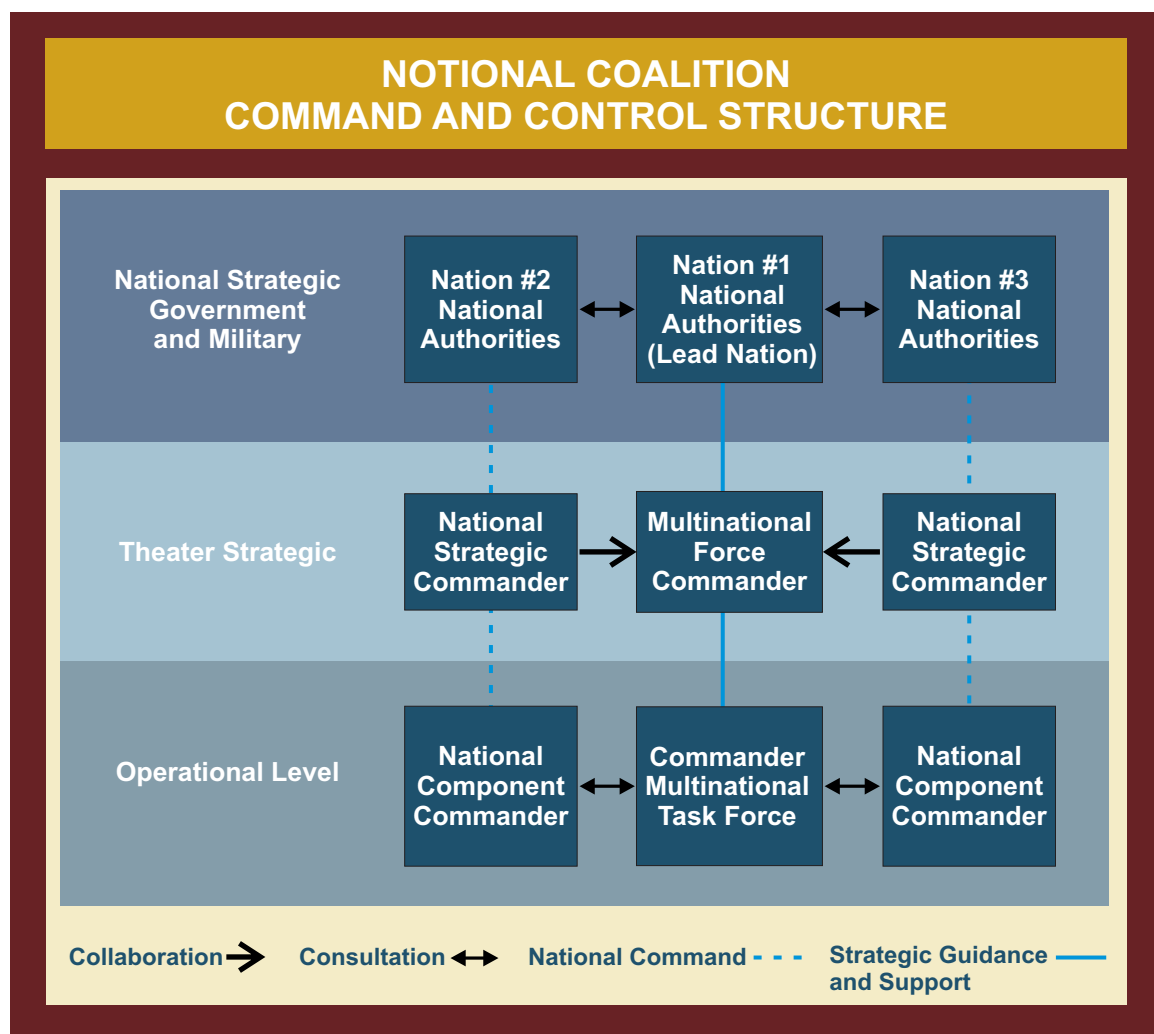 NOTIONAL COALITION
COMMAND AND CONTROL STRUCTURE
National Strategic
Government
and Military
Nation #2
National
Authorities
Nation #1
National
Authorities
(Lead Nation)
Nation #3
National
Authorities
Theater Strategic
National
Strategic
Commander
Multinational
Force
Commander
National
Strategic
Commander
Operational Level
National
Component
Commander
Commander
Multinational
Task Force
National
Component
Commander
Collaboration
Consultation
National Command
Strategic Guidance
and Support